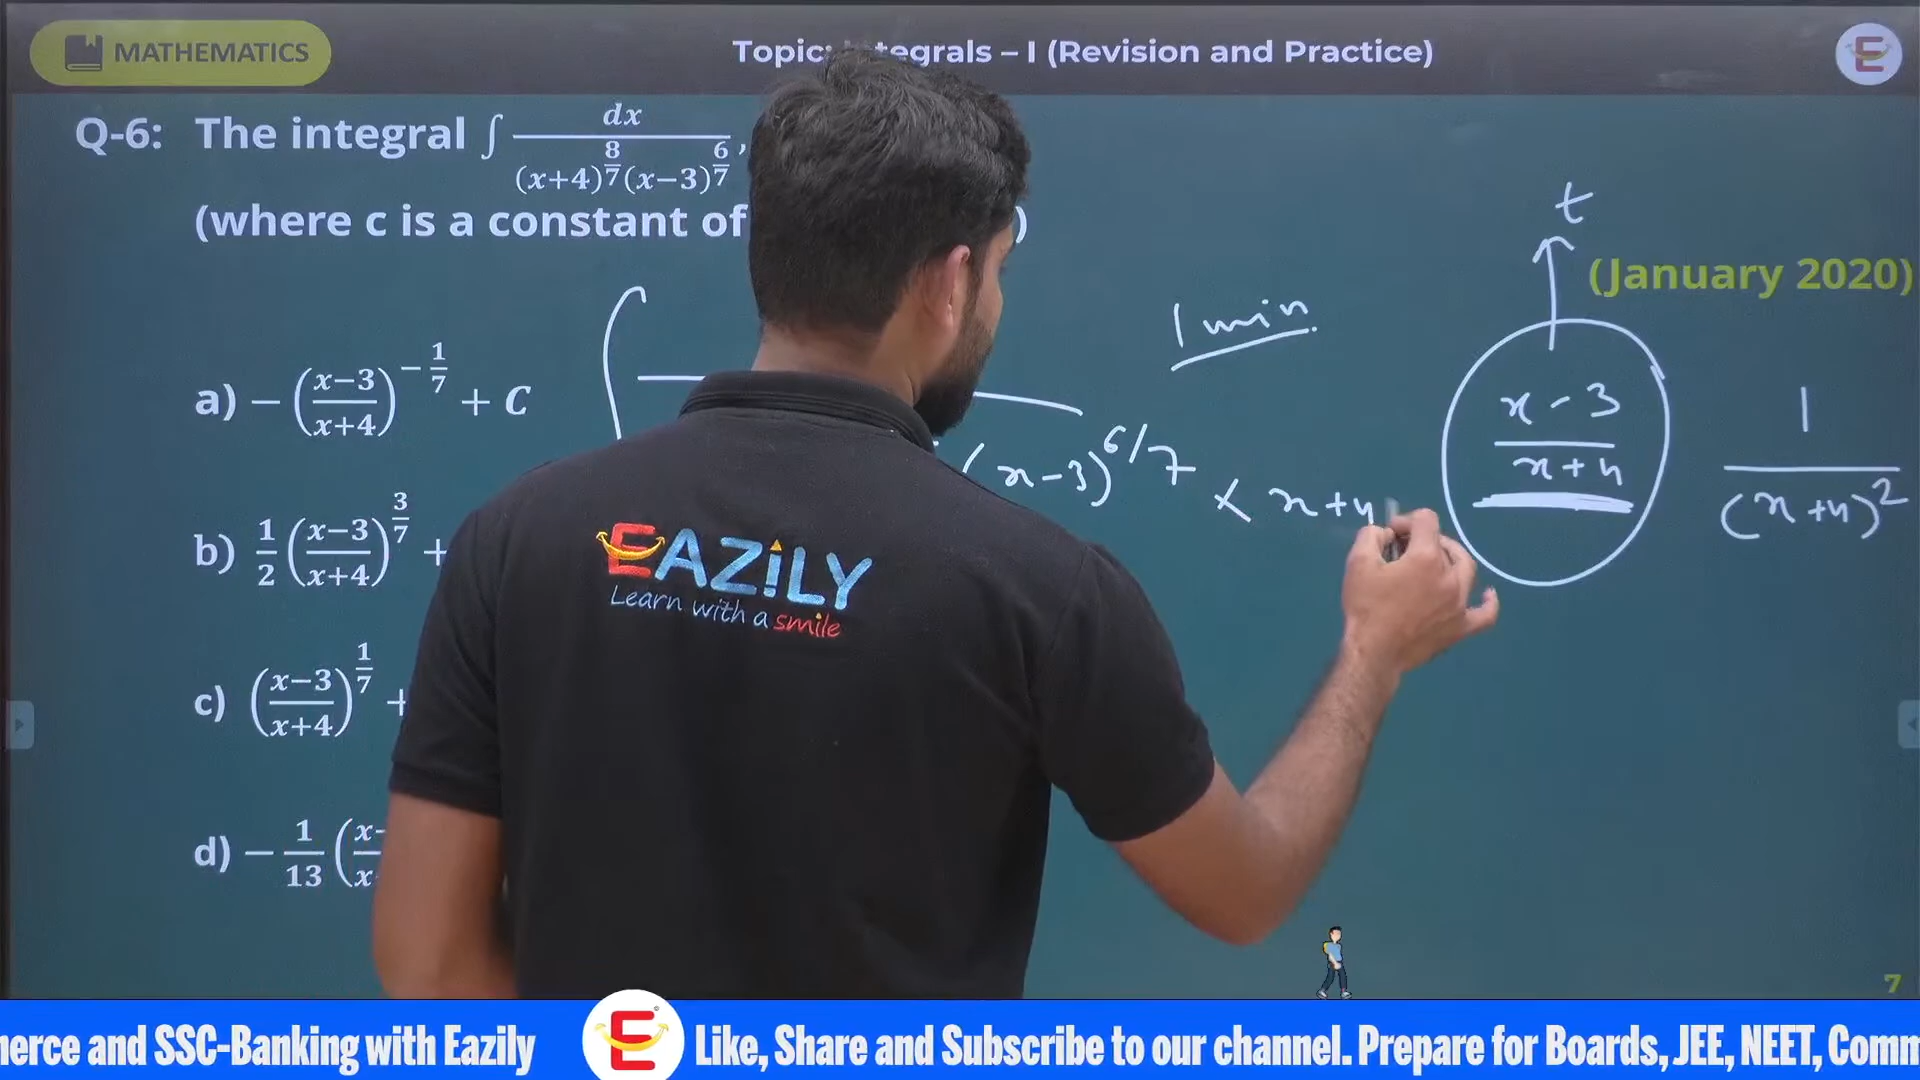 MATHEMATICS
Topic: Integrals – I (Revision and Practice)
E
Q-6: The integral ∫ dx / (x+4)^(8/7) (x−3)^(6/7) ,
(where c is a constant of )
t
(January 2020)
1 min
a) −((x−3)/(x+4))^(−1/7) + C
x-3 / x+4
1 / (x+4)²
(x-3)^6/7 × x+4
b) 1/2 ((x−3)/(x+4))^(3/7) +
c) ((x−3)/(x+4))^(1/7) +
d) −1/13 (x- / x-
EAZiLY
Learn with a smile
7
merce and SSC-Banking with Eazily E Like, Share and Subscribe to our channel. Prepare for Boards, JEE, NEET, Comm